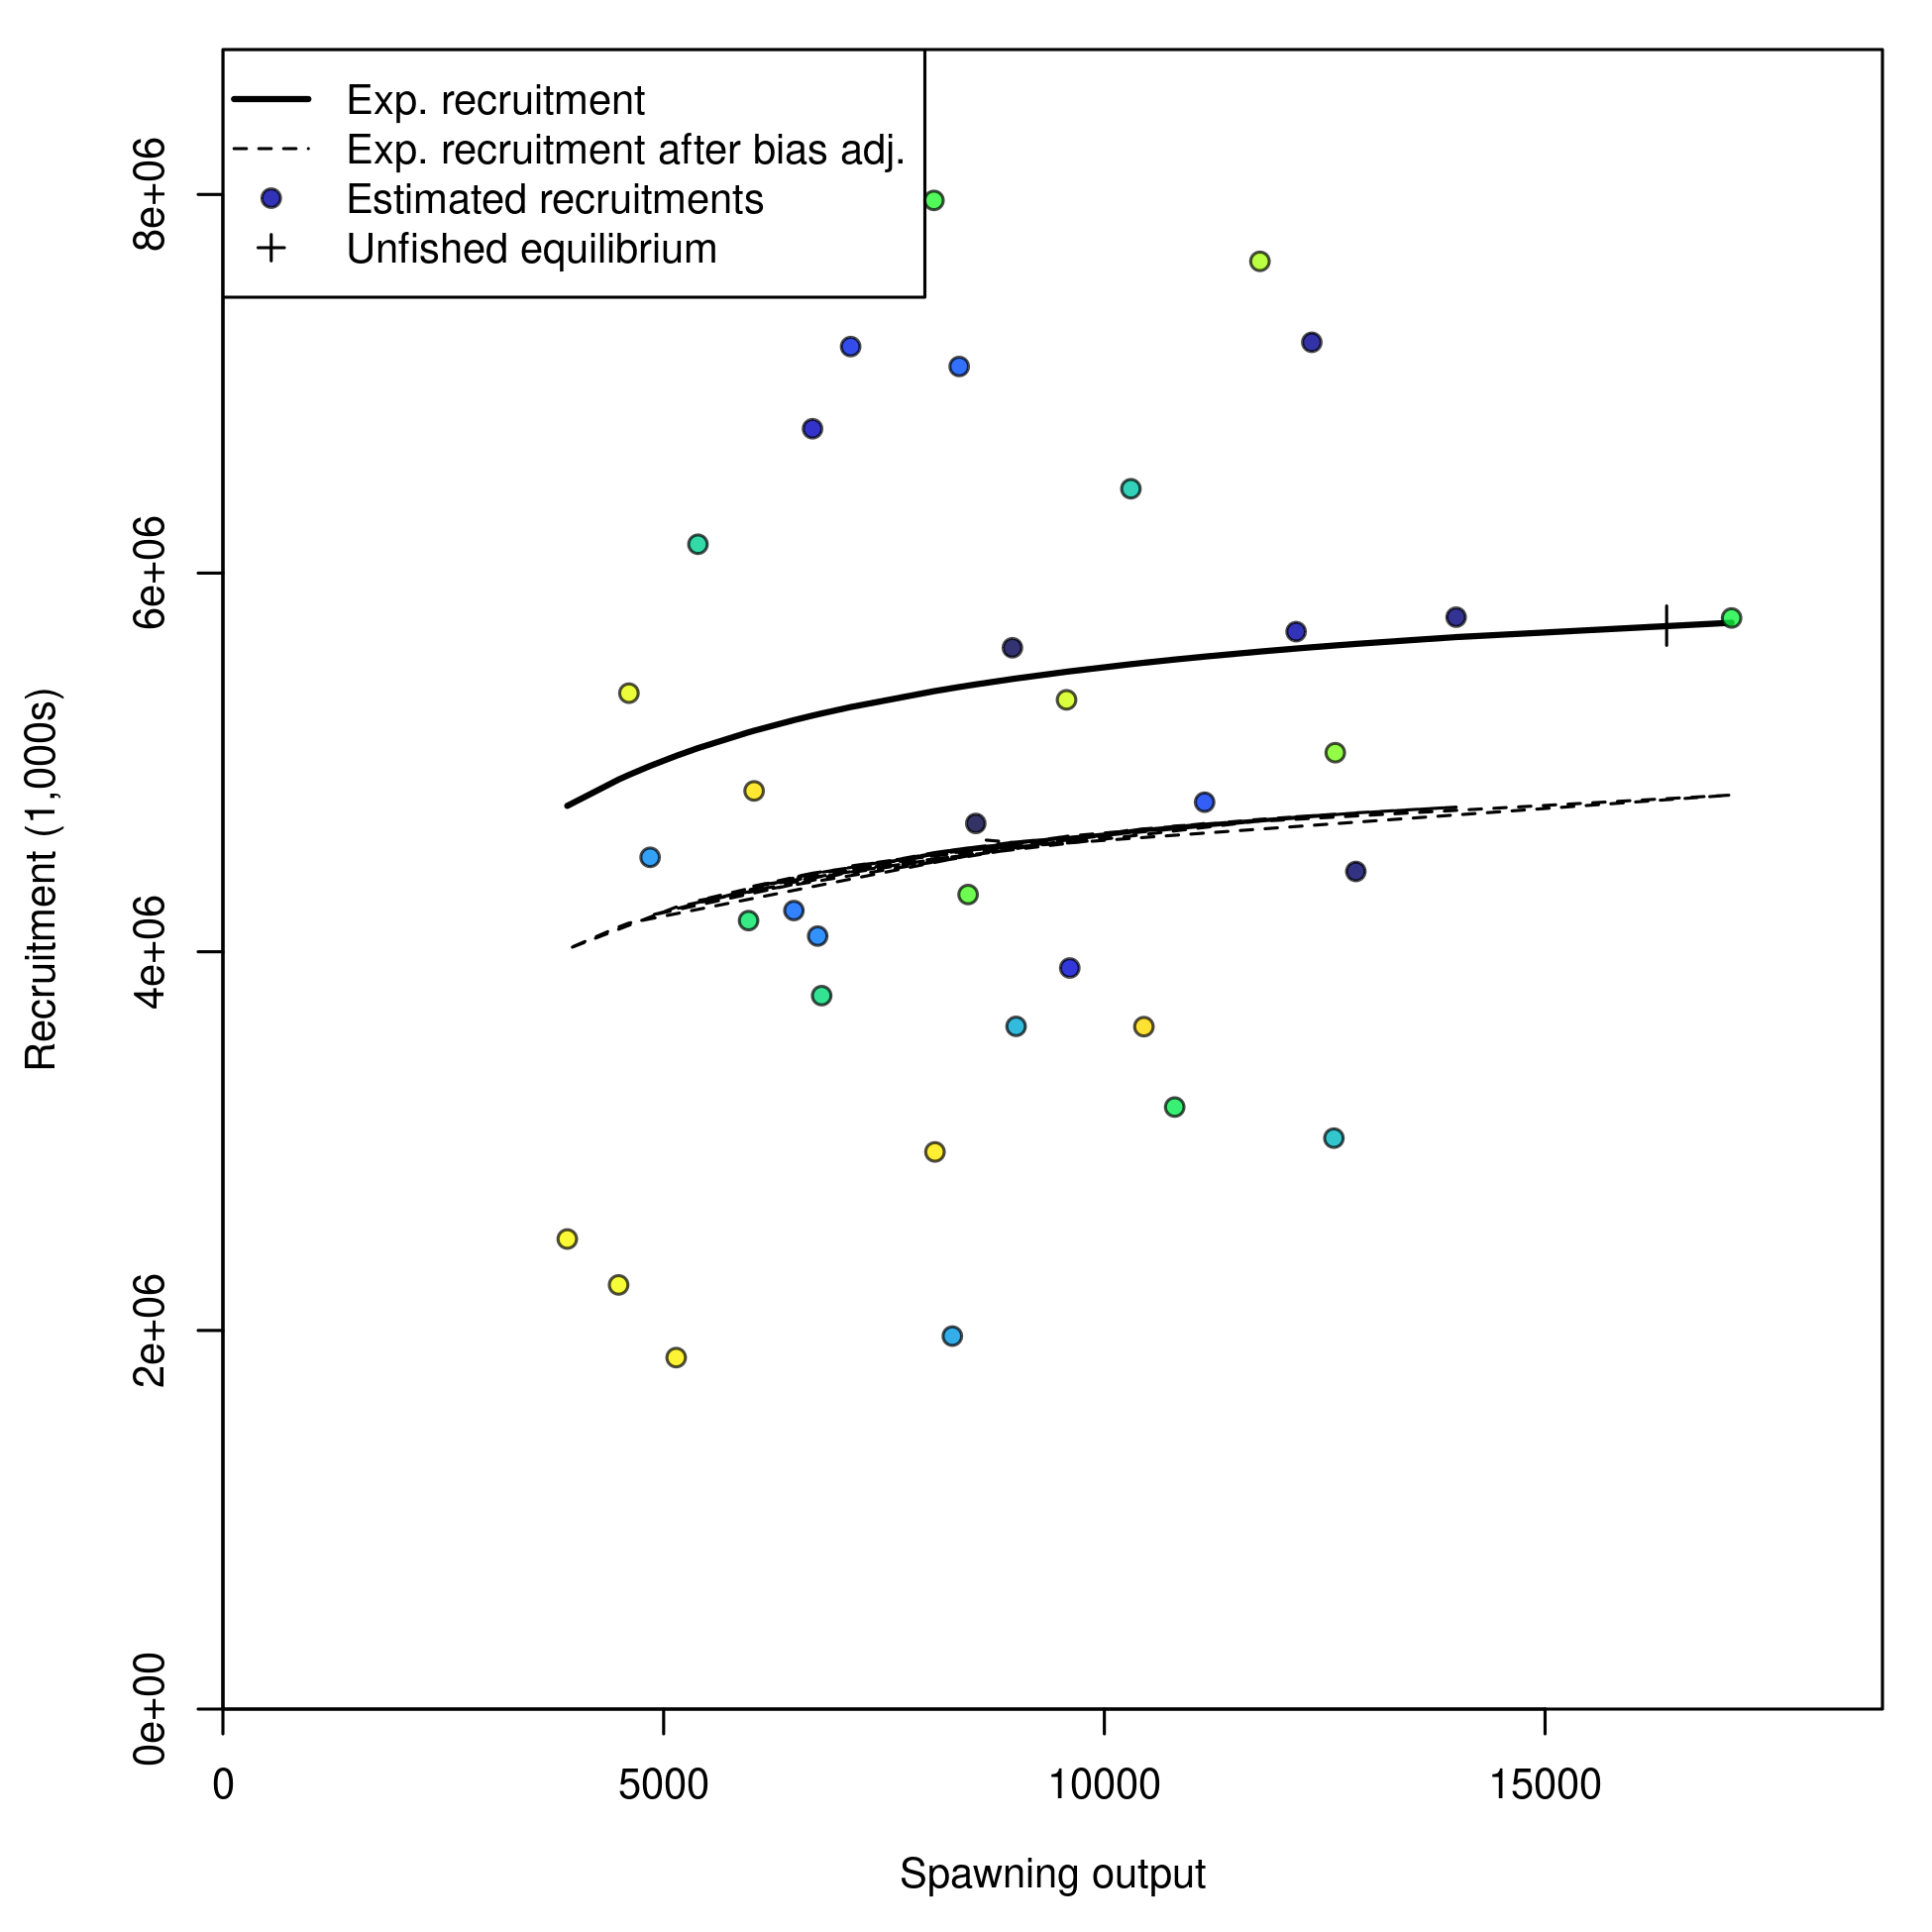 Exp. recruitment
Exp. recruitment after bias adj.
Estimated recruitments
Unfished equilibrium
Recruitment (1,000s)
8e+06
6e+06
4e+06
2e+06
0e+00
0
5000
10000
15000
Spawning output